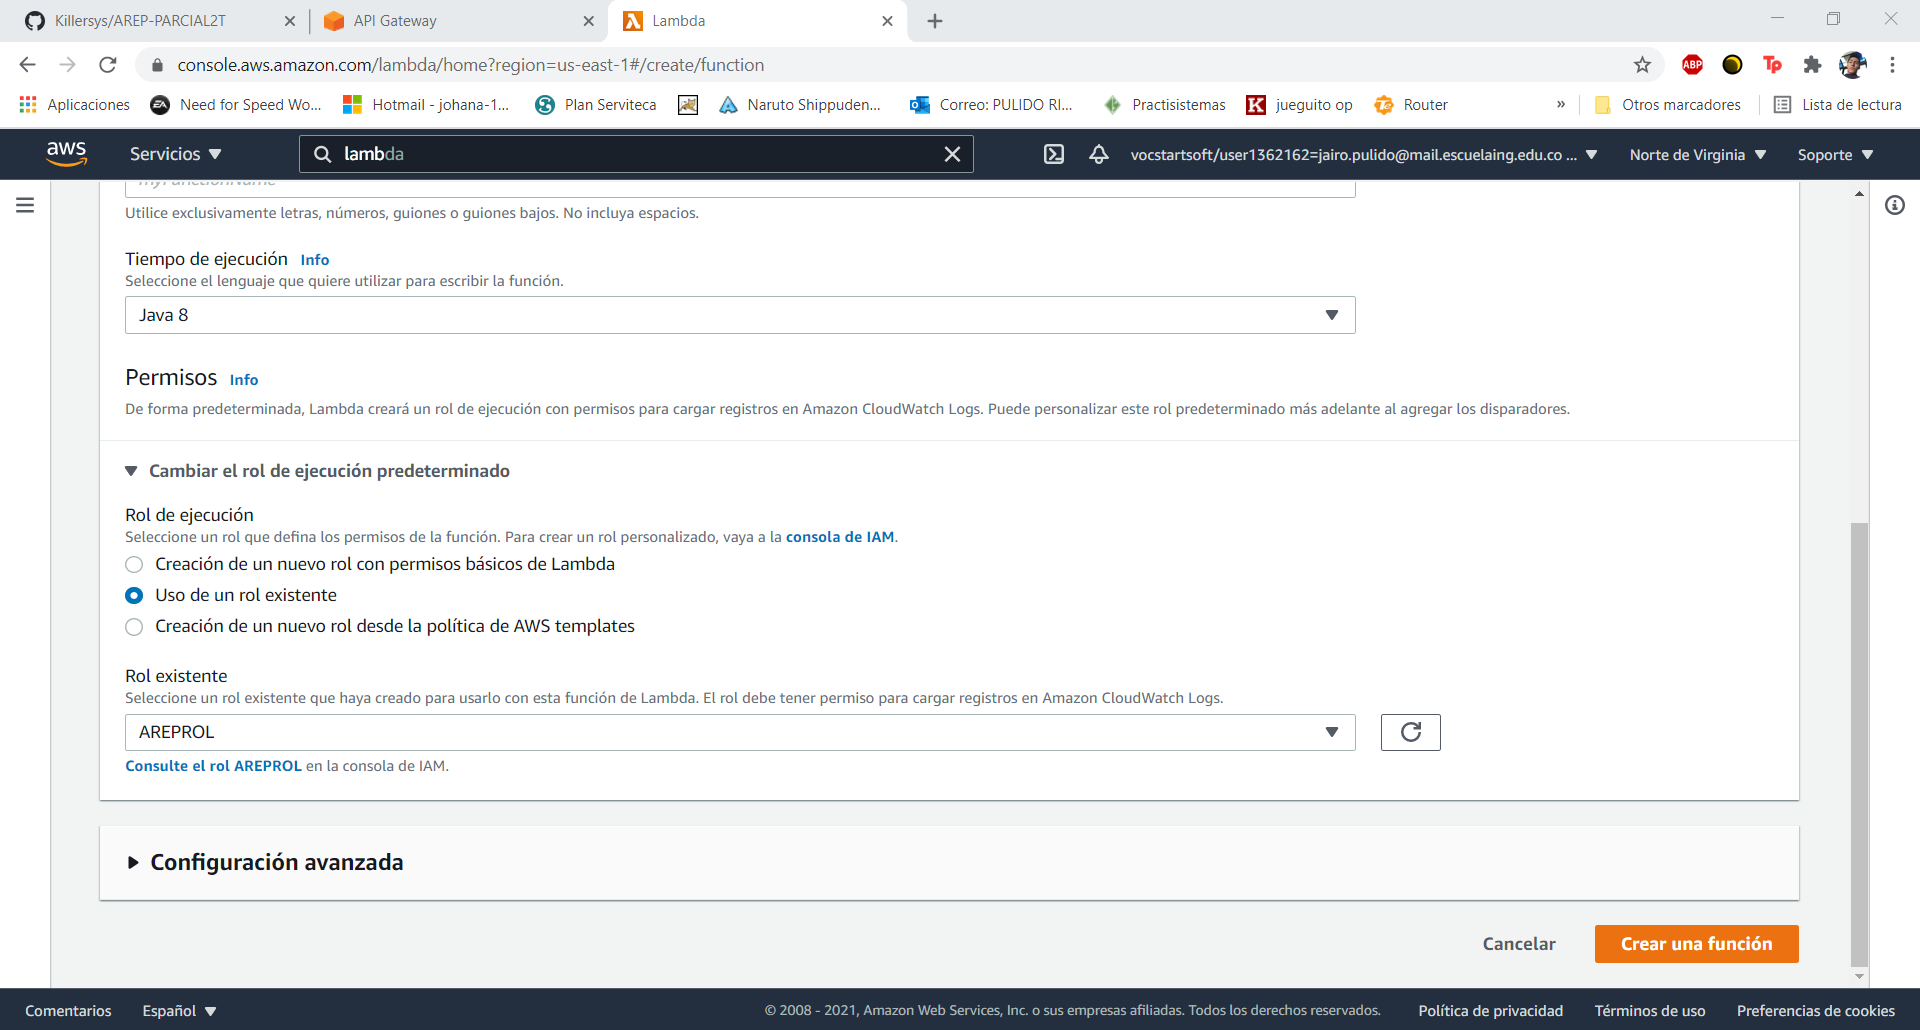 Killersys/AREP-PARCIAL2T
API Gateway
Lambda
console.aws.amazon.com/lambda/home?region=us-east-1#/create/function
ABP
Tp
Aplicaciones
Need for Speed Wo...
Hotmail - johana-1...
Plan Serviteca
Naruto Shippuden...
Correo: PULIDO RI...
Practisistemas
jueguito op
Router
»
Otros marcadores
Lista de lectura
aws
Servicios
lambda
vocstartsoft/user1362162=jairo.pulido@mail.escuelaing.edu.co ...
Norte de Virginia
Soporte
myFunctionName
Utilice exclusivamente letras, números, guiones o guiones bajos. No incluya espacios.
Tiempo de ejecución Info
Seleccione el lenguaje que quiere utilizar para escribir la función.
Java 8
Permisos Info
De forma predeterminada, Lambda creará un rol de ejecución con permisos para cargar registros en Amazon CloudWatch Logs. Puede personalizar este rol predeterminado más adelante al agregar los disparadores.
Cambiar el rol de ejecución predeterminado
Rol de ejecución
Seleccione un rol que defina los permisos de la función. Para crear un rol personalizado, vaya a la consola de IAM.
Creación de un nuevo rol con permisos básicos de Lambda
Uso de un rol existente
Creación de un nuevo rol desde la política de AWS templates
Rol existente
Seleccione un rol existente que haya creado para usarlo con esta función de Lambda. El rol debe tener permiso para cargar registros en Amazon CloudWatch Logs.
AREPROL
Consulte el rol AREPROL en la consola de IAM.
Configuración avanzada
Cancelar
Crear una función
Comentarios
Español
© 2008 - 2021, Amazon Web Services, Inc. o sus empresas afiliadas. Todos los derechos reservados.
Política de privacidad
Términos de uso
Preferencias de cookies